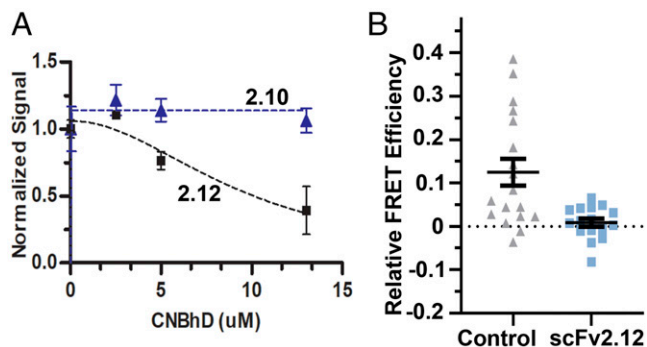 A
Normalized Signal
1.5
1.0
0.5
0.0
0
5
10
15
CNBhD (uM)
2.10
2.12
B
Relative FRET Efficiency
0.4
0.3
0.2
0.1
0
-0.1
0.2
Control
scFv2.12